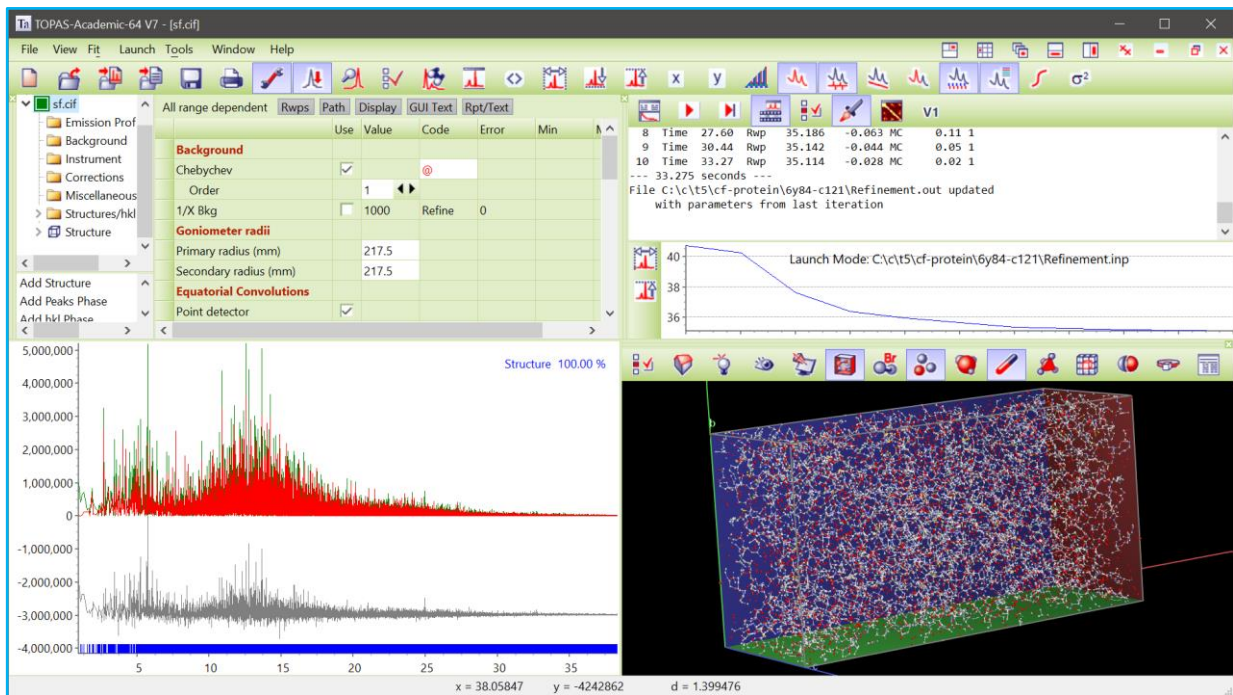 TOPAS-Academic-64 V7 - [sf.cif]
File View Fit Launch Tools Window Help
x y σ²
sf.cif
Emission Prof
Background
Instrument
Corrections
Miscellaneous
Structures/hkl
Structure
Add Structure
Add Peaks Phase
Add hkl Phase
All range dependent Rwps Path Display GUI Text Rpt/Text
Use Value Code Error Min
Background
Chebychev @
Order 1
1/X Bkg 1000 Refine 0
Goniometer radii
Primary radius (mm) 217.5
Secondary radius (mm) 217.5
Equatorial Convolutions
Point detector
V1
8 Time 27.60 Rwp 35.186 -0.063 MC 0.11 1
9 Time 30.44 Rwp 35.142 -0.044 MC 0.05 1
10 Time 33.27 Rwp 35.114 -0.028 MC 0.02 1
--- 33.275 seconds ---
File C:\c\t5\cf-protein\6y84-c121\Refinement.out updated
with parameters from last iteration
Launch Mode: C:\c\t5\cf-protein\6y84-c121\Refinement.inp
40
38
36
Structure 100.00 %
5,000,000
4,000,000
3,000,000
2,000,000
1,000,000
0
-1,000,000
-2,000,000
-3,000,000
-4,000,000
5 10 15 20 25 30 35
Br
b
x = 38.05847 y = -4242862 d = 1.399476